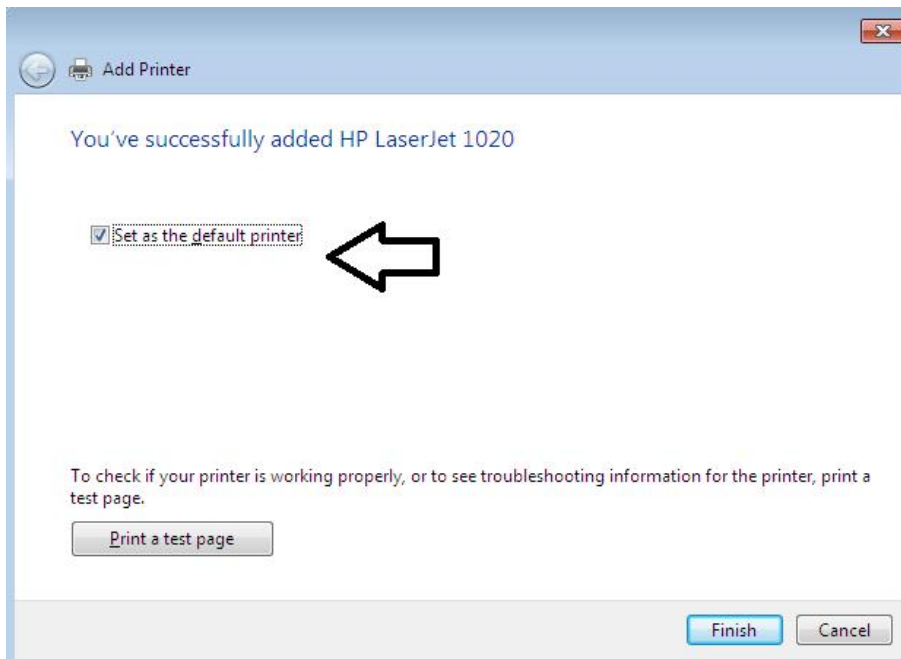 Add Printer
You've successfully added HP LaserJet 1020
Set as the default printer
To check if your printer is working properly, or to see troubleshooting information for the printer, print a
test page.
Print a test page
Finish Cancel